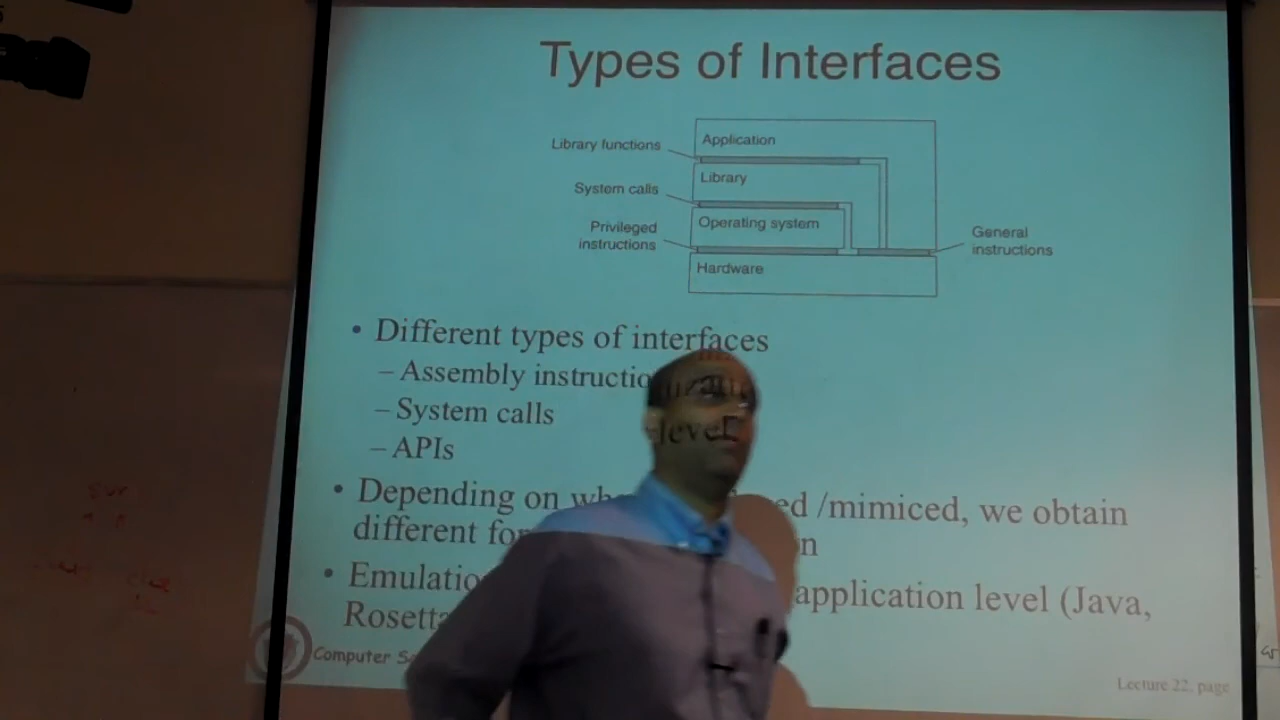 Types of Interfaces
Application
Library functions
Library
System calls
Operating system
Privileged
instructions
General
instructions
Hardware
• Different types of interfaces
– Assembly instructio
– System calls
level
– APIs
• Depending on wh ed /mimiced, we obtain
different for n
• Emulatio application level (Java,
Rosetta
Computer Sc
Lecture 22, page